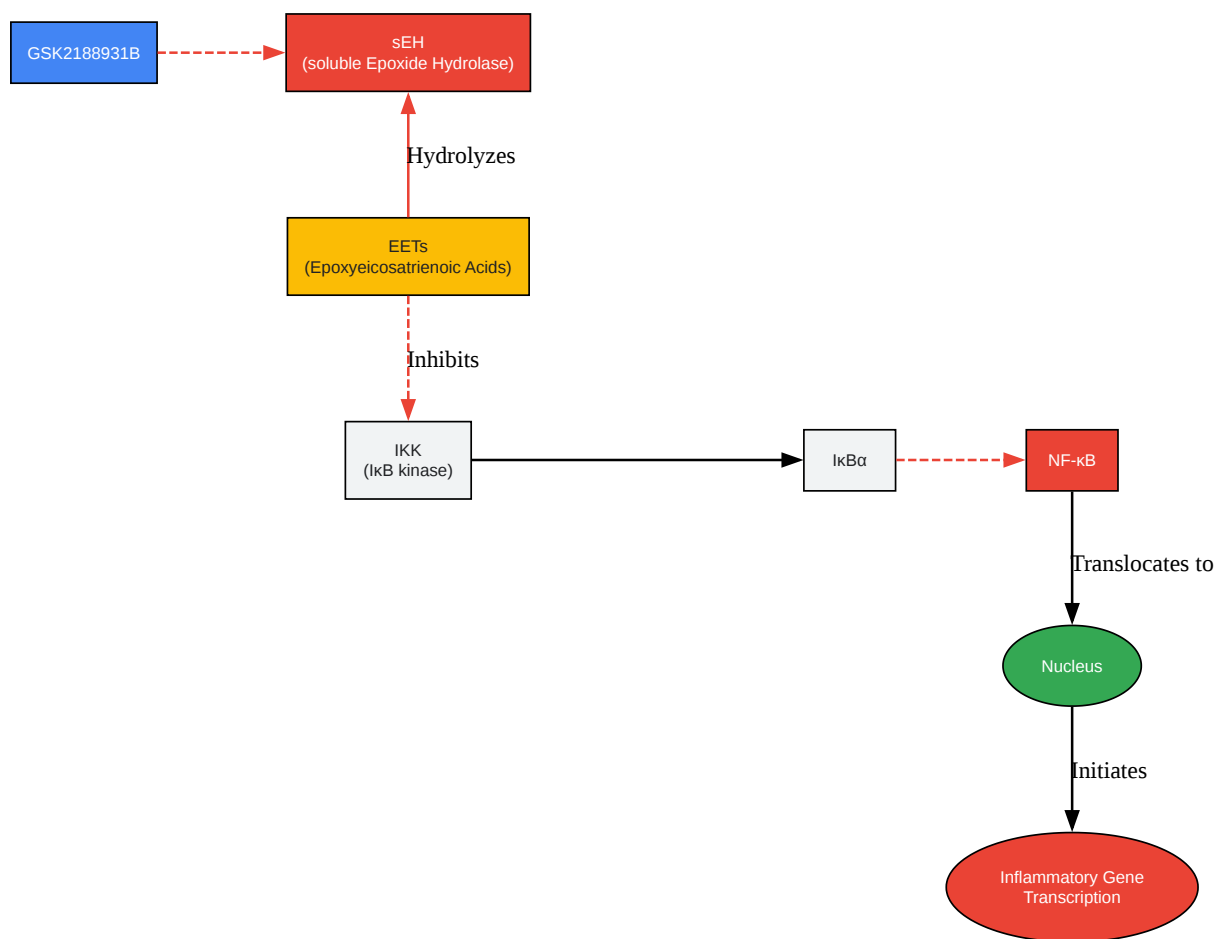 GSK2188931B
sEH
(soluble Epoxide Hydrolase)
Hydrolyzes
EETs
(Epoxyeicosatrienoic Acids)
Inhibits
IKK
(IκB kinase)
IκBα
NF-κB
Translocates to
Nucleus
Initiates
Inflammatory Gene
Transcription